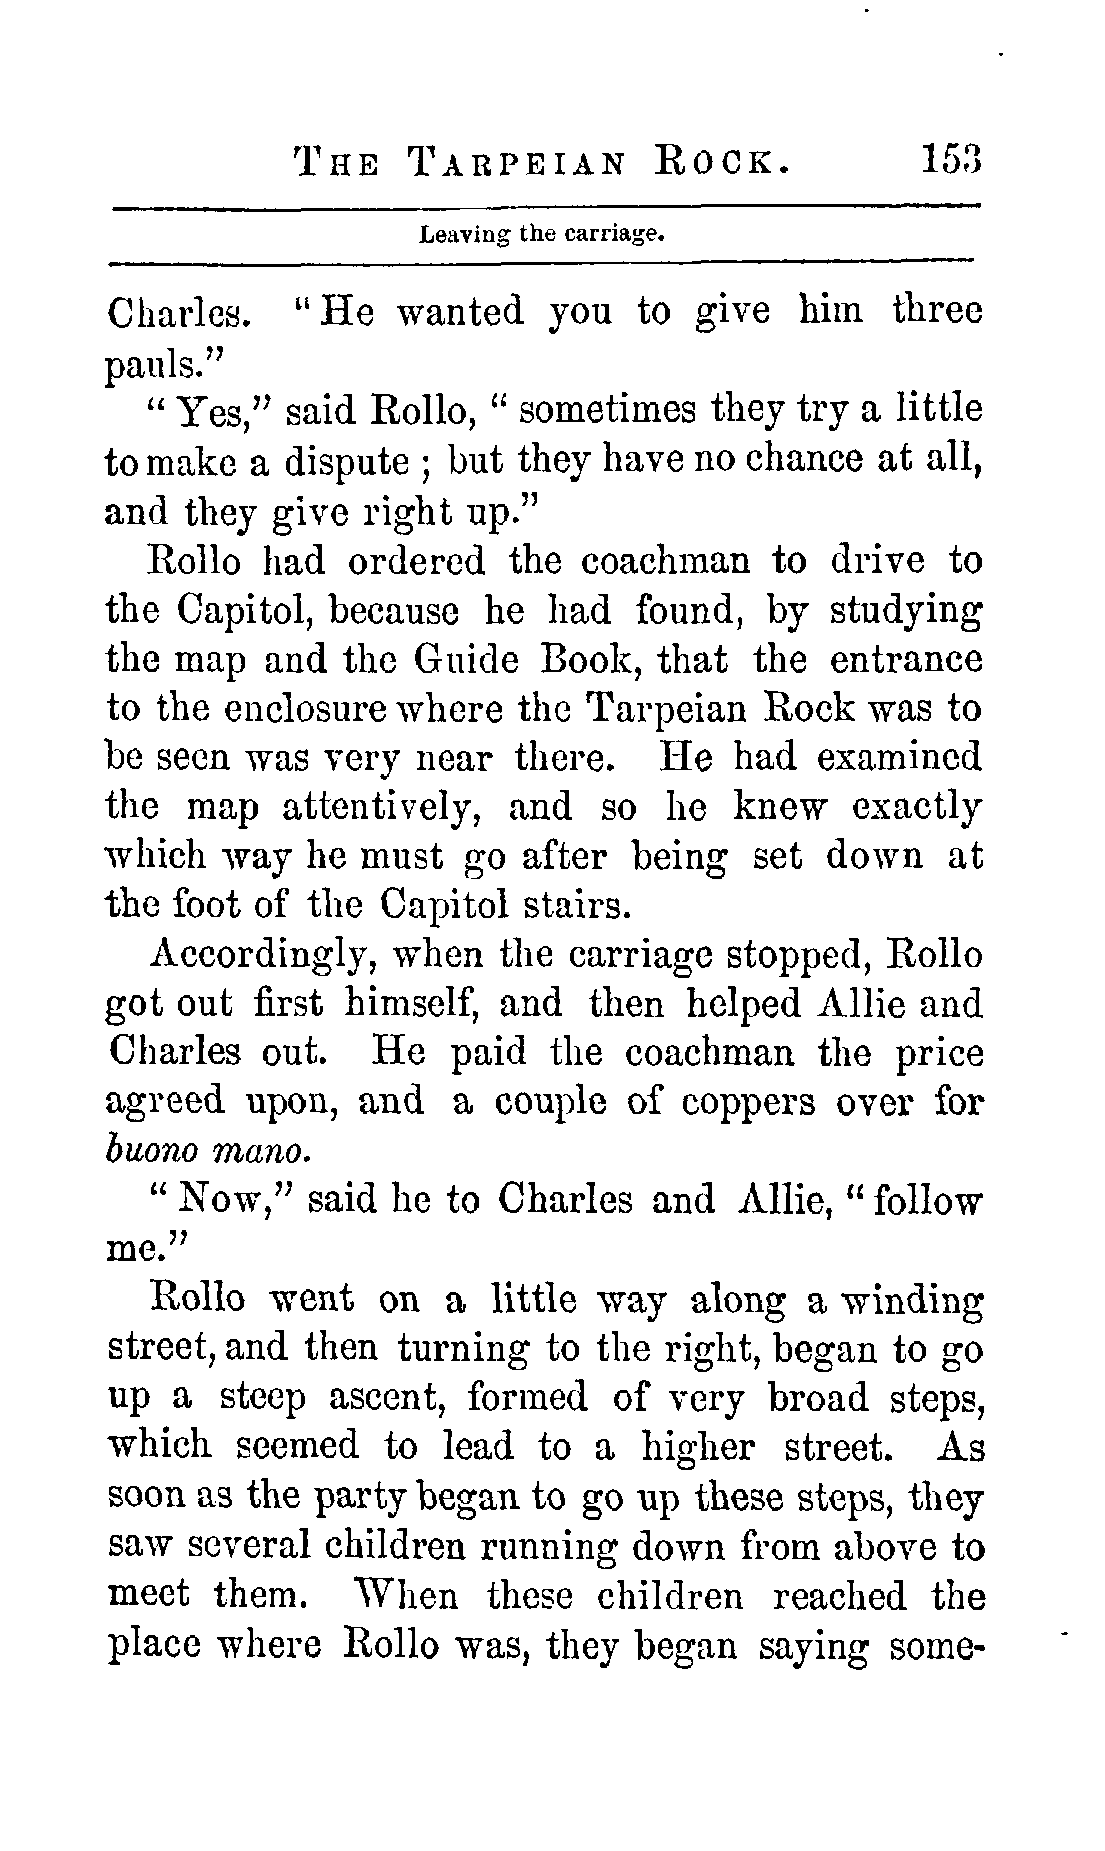 THE TARPEIAN ROCK. 153
Leaving the carriage.
Charles. "He wanted you to give him three
pauls."
"Yes," said Rollo, "sometimes they try a little
to make a dispute; but they have no chance at all,
and they give right up."
Rollo had ordered the coachman to drive to
the Capitol, because he had found, by studying
the map and the Guide Book, that the entrance
to the enclosure where the Tarpeian Rock was to
be seen was very near there. He had examined
the map attentively, and so he knew exactly
which way he must go after being set down at
the foot of the Capitol stairs.
Accordingly, when the carriage stopped, Rollo
got out first himself, and then helped Allie and
Charles out. He paid the coachman the price
agreed upon, and a couple of coppers over for
buono mano.
"Now," said he to Charles and Allie, "follow
me."
Rollo went on a little way along a winding
street, and then turning to the right, began to go
up a steep ascent, formed of very broad steps,
which seemed to lead to a higher street. As
soon as the party began to go up these steps, they
saw several children running down from above to
meet them. When these children reached the
place where Rollo was, they began saying some-